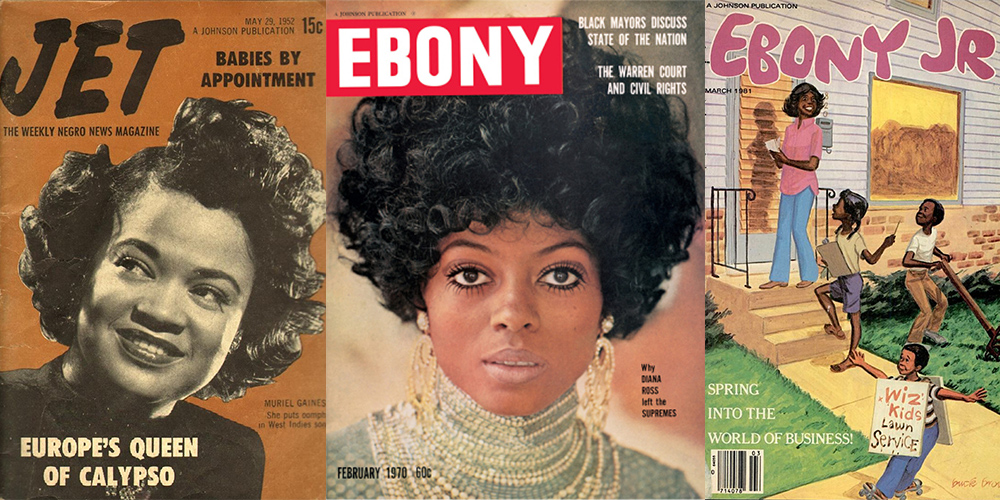 MAY 29, 1952
A JOHNSON PUBLICATION
15c
JET
BABIES BY
APPOINTMENT
THE WEEKLY NEGRO NEWS MAGAZINE
MURIEL GAINES
She puts oomph
in West Indies
EUROPE'S QUEEN
OF CALYPSO
A JOHNSON PUBLICATION
EBONY
BLACK MAYORS DISCUSS
STATE OF THE NATION
THE WARREN COURT
AND CIVIL RIGHTS
Why
DIANA
ROSS
left the
SUPREMES
FEBRUARY 1970 60c
A JOHNSON PUBLICATION
EBONY JR
MARCH 1981
SPRING
INTO THE
WORLD OF BUSINESS!
Wiz
Kids
Lawn
Service
03
714078